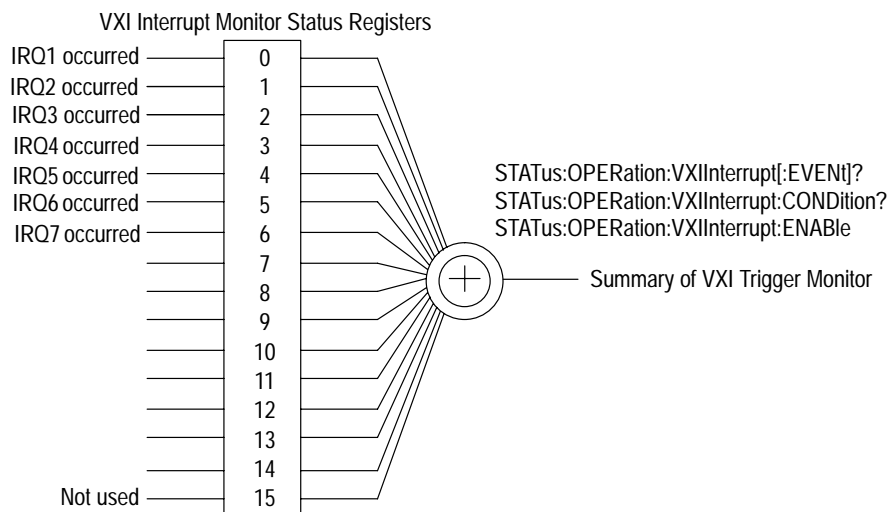 VXI Interrupt Monitor Status Registers
IRQ1 occurred 0
IRQ2 occurred 1
IRQ3 occurred 2
IRQ4 occurred 3
IRQ5 occurred 4
IRQ6 occurred 5
IRQ7 occurred 6
7
8
9
10
11
12
13
14
Not used 15
STATus:OPERation:VXIInterrupt[:EVENt]?
STATus:OPERation:VXIInterrupt:CONDition?
STATus:OPERation:VXIInterrupt:ENABle
Summary of VXI Trigger Monitor